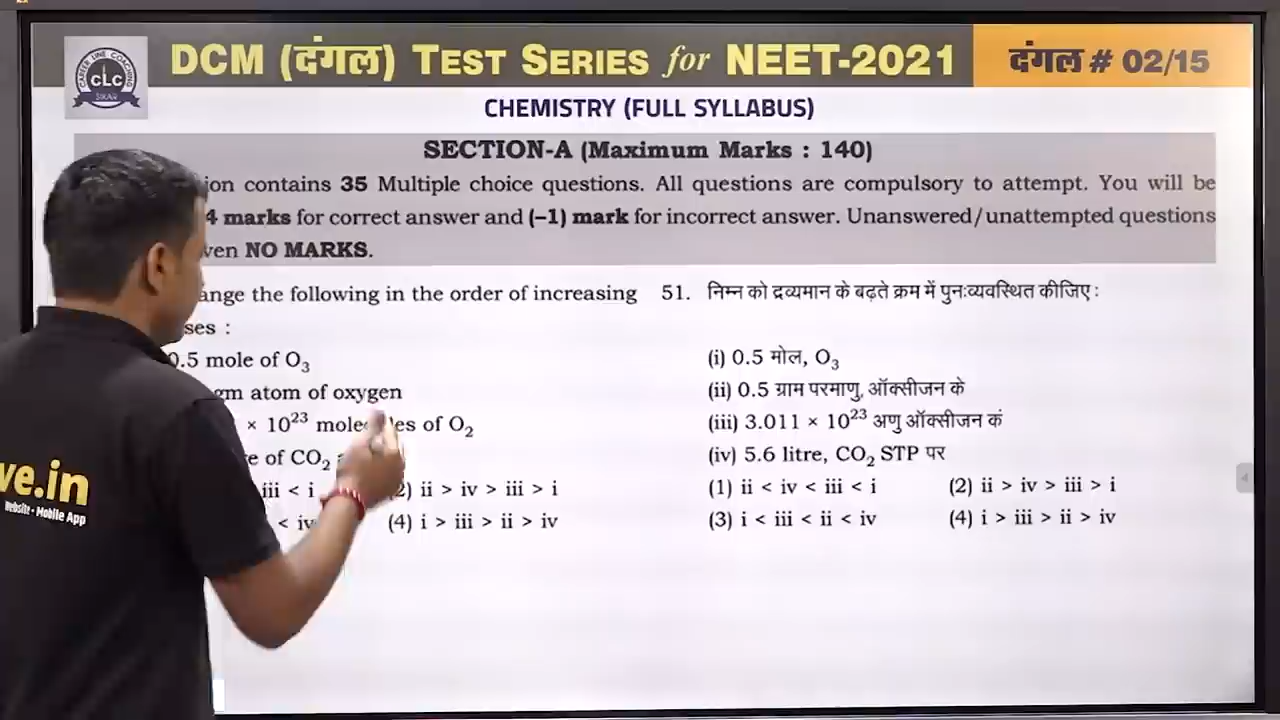 DCM (दंगल) TEST SERIES for NEET-2021
दंगल # 02/15
CAREER LINE COACHING
CLC
SIKAR
CHEMISTRY (FULL SYLLABUS)
SECTION-A (Maximum Marks : 140)
ion contains 35 Multiple choice questions. All questions are compulsory to attempt. You will be
4 marks for correct answer and (–1) mark for incorrect answer. Unanswered/unattempted questions
ven NO MARKS.
ange the following in the order of increasing
ses :
0.5 mole of O₃
gm atom of oxygen
× 10²³ molecules of O₂
e of CO₂
iii < i
2) ii > iv > iii > i
< iv
(4) i > iii > ii > iv
51. निम्न को द्रव्यमान के बढ़ते क्रम में पुनःव्यवस्थित कीजिए :
(i) 0.5 मोल, O₃
(ii) 0.5 ग्राम परमाणु, ऑक्सीजन के
(iii) 3.011 × 10²³ अणु ऑक्सीजन कं
(iv) 5.6 litre, CO₂ STP पर
(1) ii < iv < iii < i
(2) ii > iv > iii > i
(3) i < iii < ii < iv
(4) i > iii > ii > iv
ve.in
Website • Mobile App